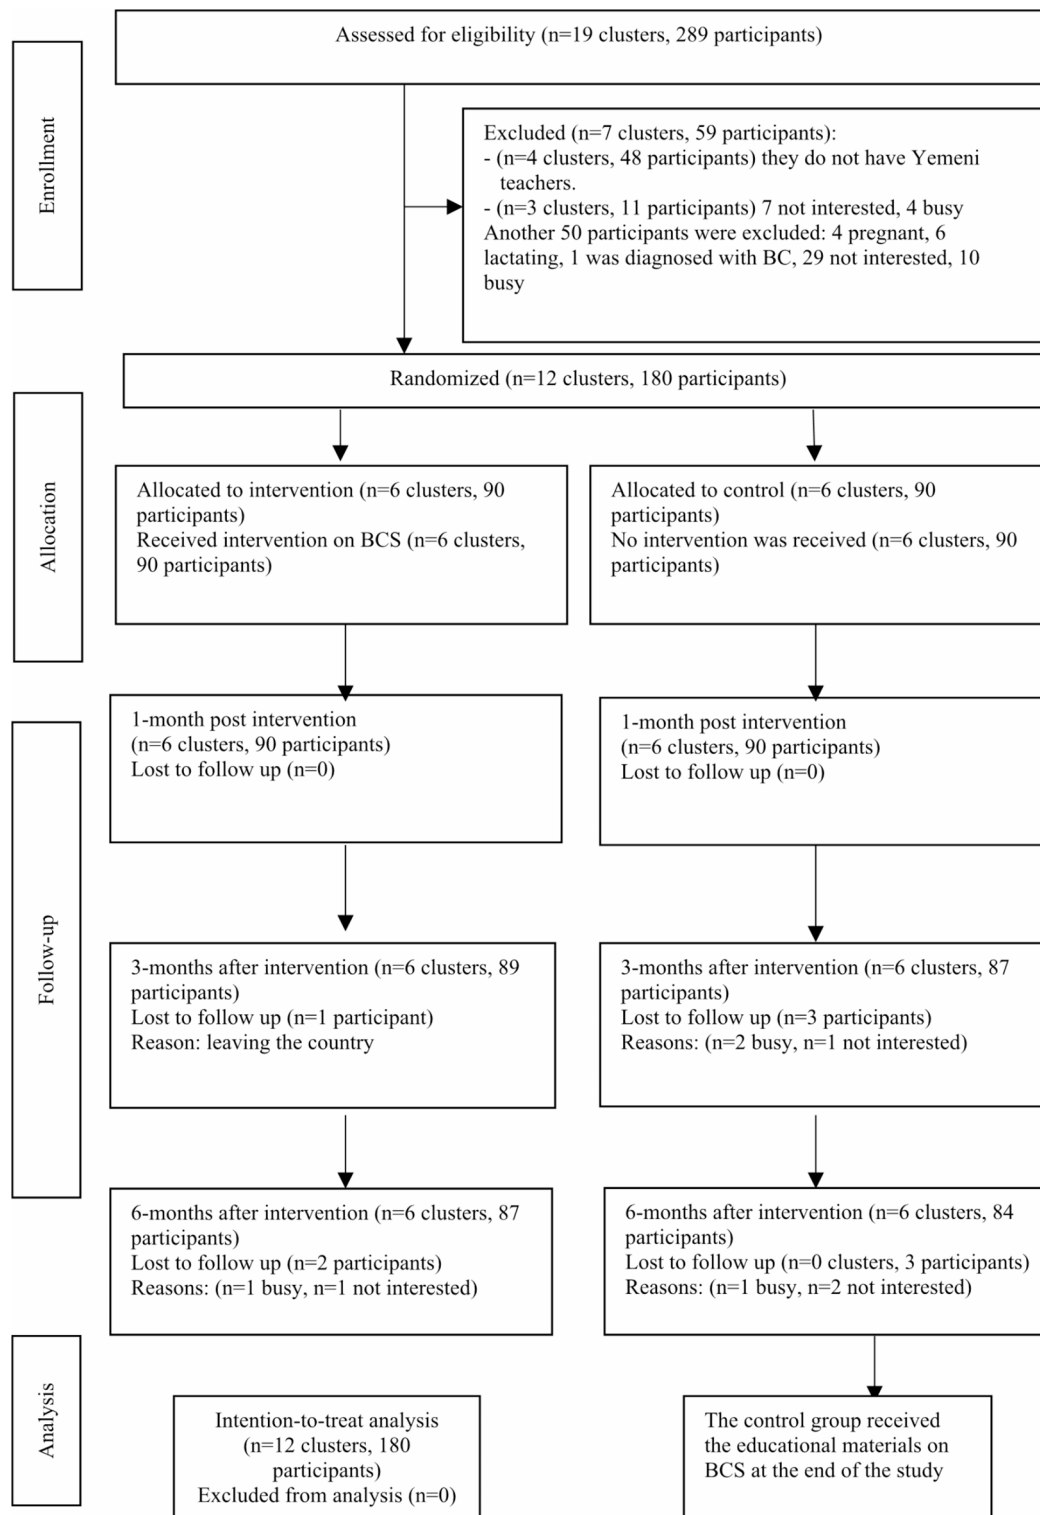 Assessed for eligibility (n=19 clusters, 289 participants)
Enrollment
Excluded (n=7 clusters, 59 participants):
- (n=4 clusters, 48 participants) they do not have Yemeni
teachers.
- (n=3 clusters, 11 participants) 7 not interested, 4 busy
Another 50 participants were excluded: 4 pregnant, 6
lactating, 1 was diagnosed with BC, 29 not interested, 10
busy
Randomized (n=12 clusters, 180 participants)
Allocation
Allocated to intervention (n=6 clusters, 90
participants)
Received intervention on BCS (n=6 clusters,
90 participants)
Allocated to control (n=6 clusters, 90
participants)
No intervention was received (n=6 clusters, 90
participants)
Follow-up
1-month post intervention
(n=6 clusters, 90 participants)
Lost to follow up (n=0)
1-month post intervention
(n=6 clusters, 90 participants)
Lost to follow up (n=0)
3-months after intervention (n=6 clusters, 89
participants)
Lost to follow up (n=1 participant)
Reason: leaving the country
3-months after intervention (n=6 clusters, 87
participants)
Lost to follow up (n=3 participants)
Reasons: (n=2 busy, n=1 not interested)
6-months after intervention (n=6 clusters, 87
participants)
Lost to follow up (n=2 participants)
Reasons: (n=1 busy, n=1 not interested)
6-months after intervention (n=6 clusters, 84
participants)
Lost to follow up (n=0 clusters, 3 participants)
Reasons: (n=1 busy, n=2 not interested)
Analysis
Intention-to-treat analysis
(n=12 clusters, 180
participants)
Excluded from analysis (n=0)
The control group received
the educational materials on
BCS at the end of the study